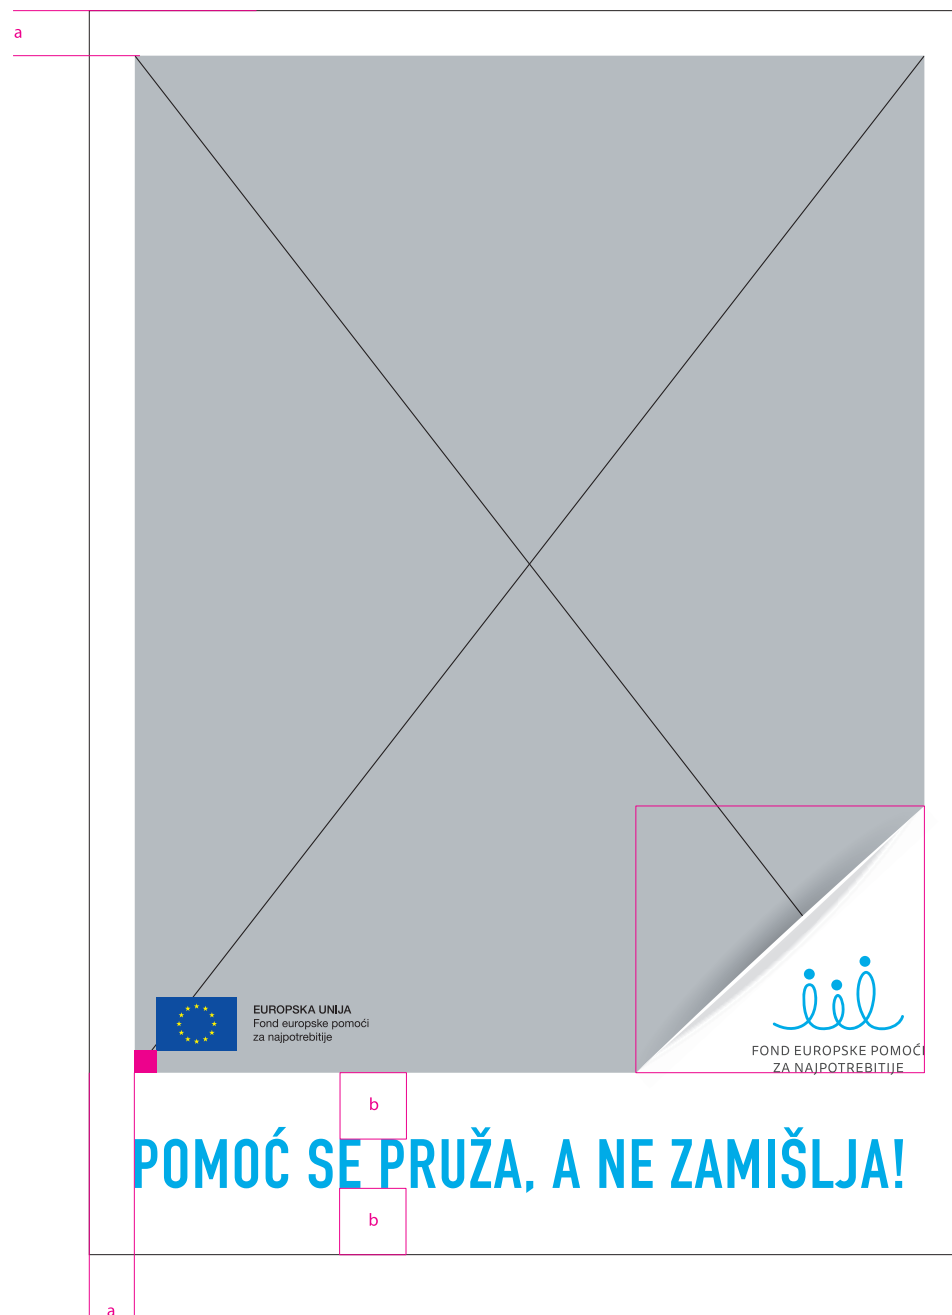 a
EUROPSKA UNIJA
Fond europske pomoći
za najpotrebitije
FOND EUROPSKE POMOĆI
ZA NAJPOTREBITIJE
b
POMOĆ SE PRUŽA, A NE ZAMIŠLJA!
b
a